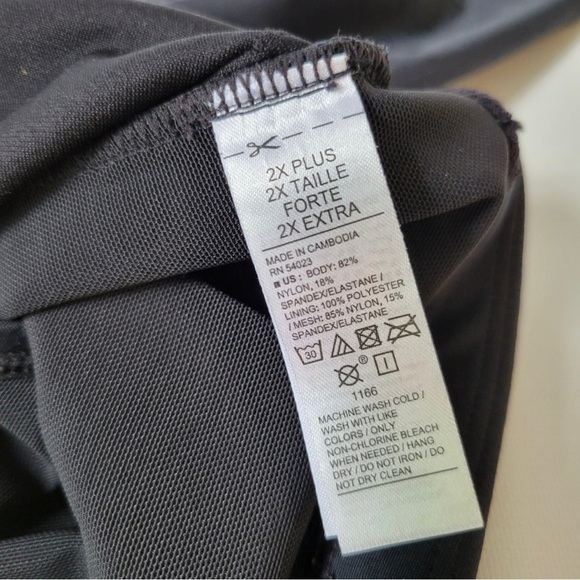 2X PLUS
2X TAILLE
FORTE
2X EXTRA
MADE IN CAMBODIA
RN 54023
■ US : BODY: 82%
NYLON, 18%
SPANDEX/ELASTANE /
LINING: 100% POLYESTER
/ MESH: 85% NYLON, 15%
SPANDEX/ELASTANE
30
®
1166
MACHINE WASH COLD /
WASH WITH LIKE
COLORS / ONLY
NON-CHLORINE BLEACH
WHEN NEEDED / HANG
DRY / DO NOT IRON / DO
NOT DRY CLEAN